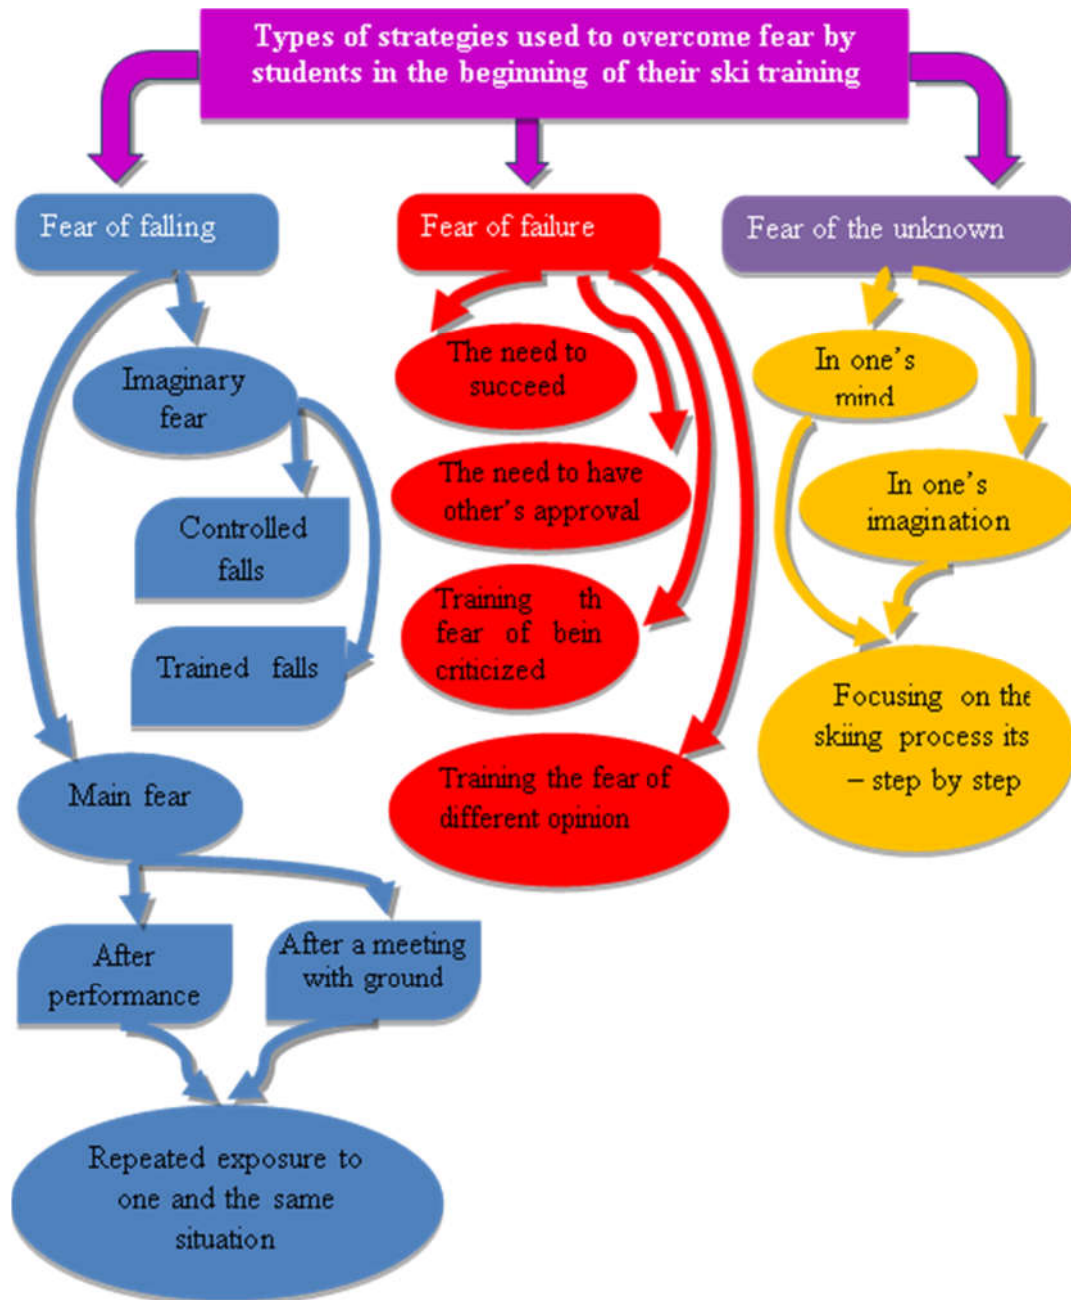 Types of strategies used to overcome fear by
students in the beginning of their ski training
Fear of falling
Fear of failure
Fear of the unknown
Imaginary
fear
Controlled
falls
Trained falls
Main fear
After
performance
After a meeting
with ground
Repeated exposure to
one and the same
situation
The need to
succeed
The need to have
other's approval
Training th
fear of bein
criticized
Training the fear of
different opinion
In one's
mind
In one's
imagination
Focusing on the
skiing process its
– step by step